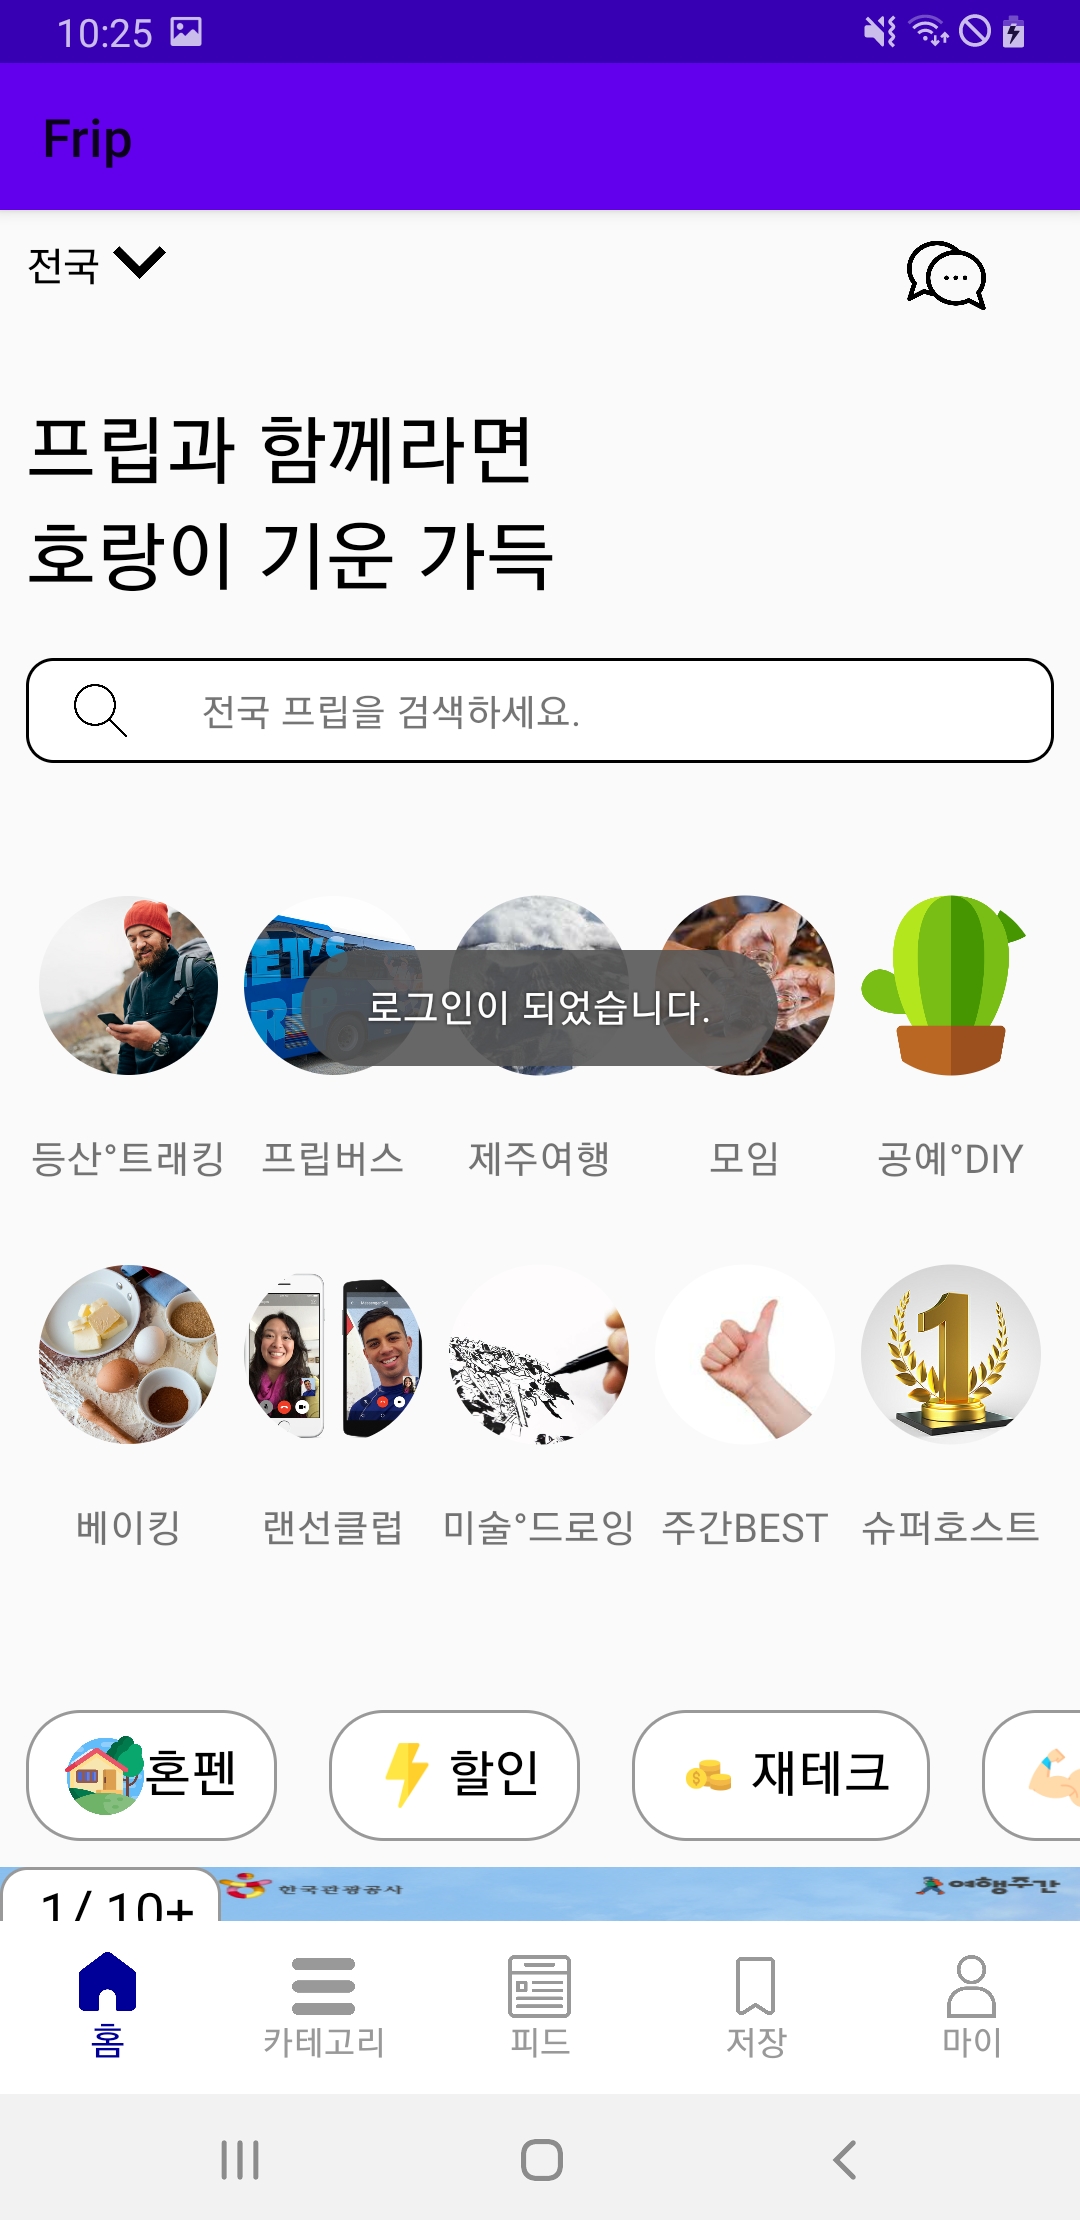 10:25
Frip
전국
프립과 함께라면
호랑이 기운 가득
전국 프립을 검색하세요.
ET'S
로그인이 되었습니다.
등산°트래킹 프립버스 제주여행 모임 공예°DIY
베이킹 랜선클럽 미술°드로잉 주간BEST 슈퍼호스트
혼펜 할인 재테크
1/ 10+ 한국관광공사 여행주간
홈 카테고리 피드 저장 마이